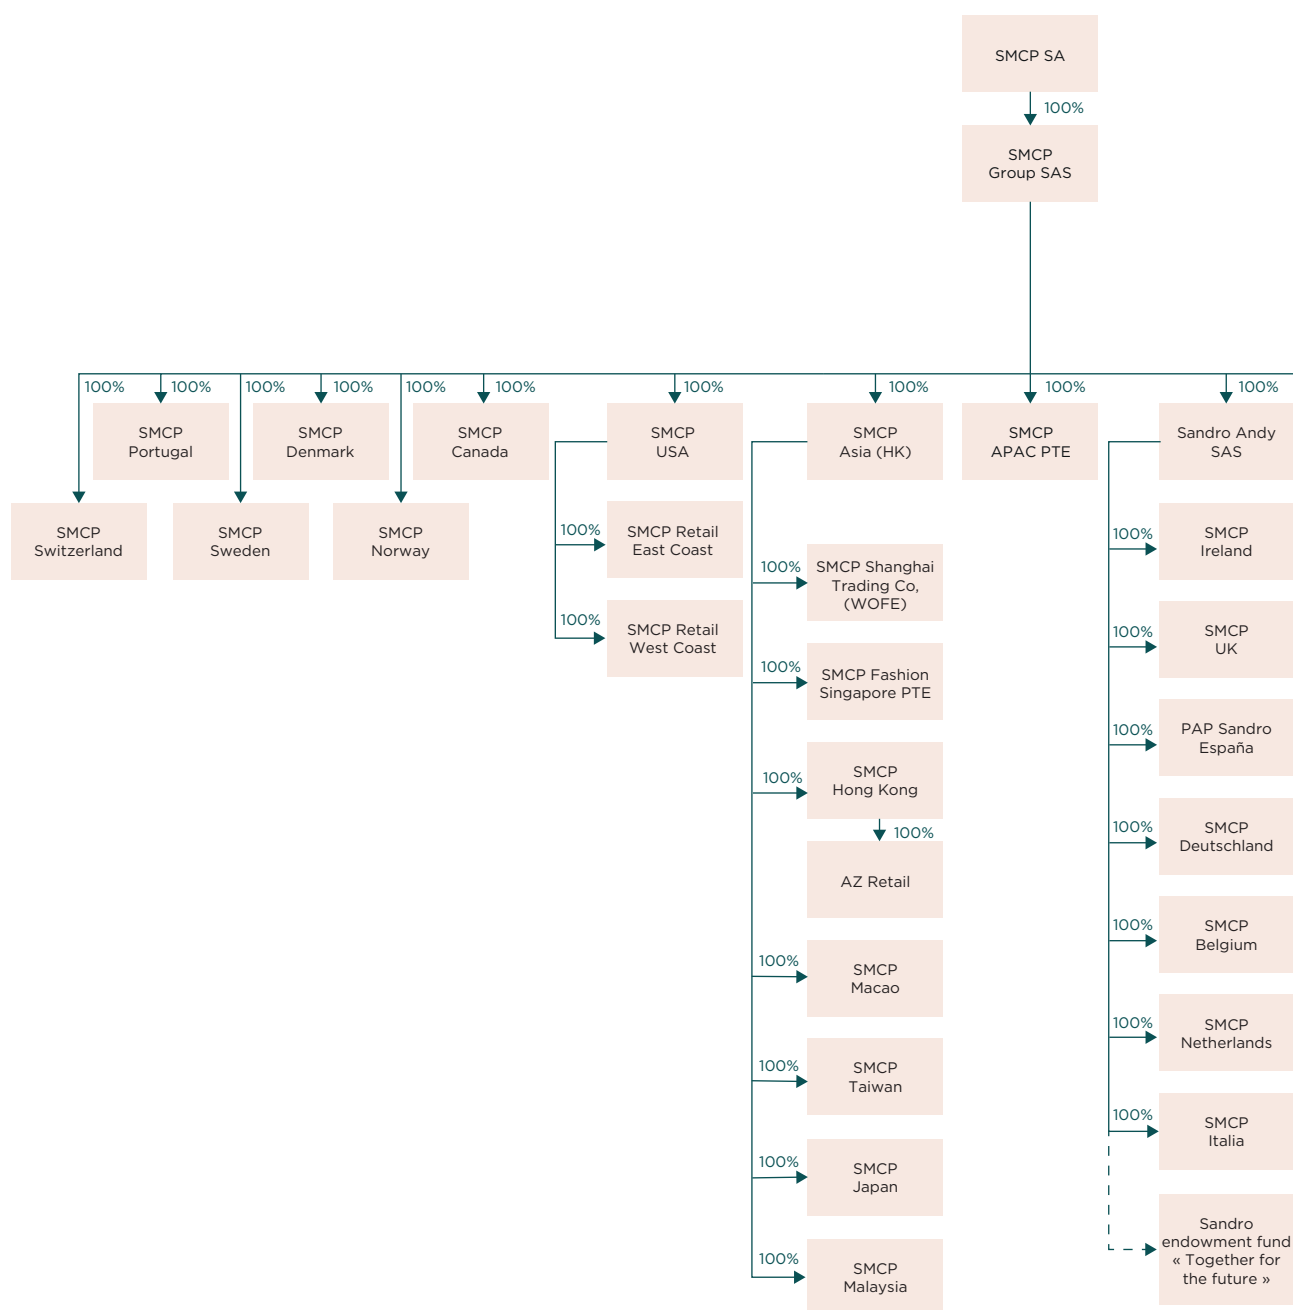 SMCP SA
100%
SMCP
Group SAS
100%
100%
100%
100%
100%
100%
100%
100%
100%
100%
SMCP
Portugal
SMCP
Denmark
SMCP
Canada
SMCP
USA
SMCP
Asia (HK)
SMCP
APAC PTE
Sandro Andy
SAS
SMCP
Switzerland
SMCP
Sweden
SMCP
Norway
100%
SMCP Retail
East Coast
100%
SMCP Retail
West Coast
100%
SMCP Shanghai
Trading Co,
(WOFE)
100%
SMCP Fashion
Singapore PTE
100%
SMCP
Hong Kong
100%
AZ Retail
100%
SMCP
Macao
100%
SMCP
Taiwan
100%
SMCP
Japan
100%
SMCP
Malaysia
100%
SMCP
Ireland
100%
SMCP
UK
100%
PAP Sandro
España
100%
SMCP
Deutschland
100%
SMCP
Belgium
100%
SMCP
Netherlands
100%
SMCP
Italia
Sandro
endowment fund
« Together for
the future »